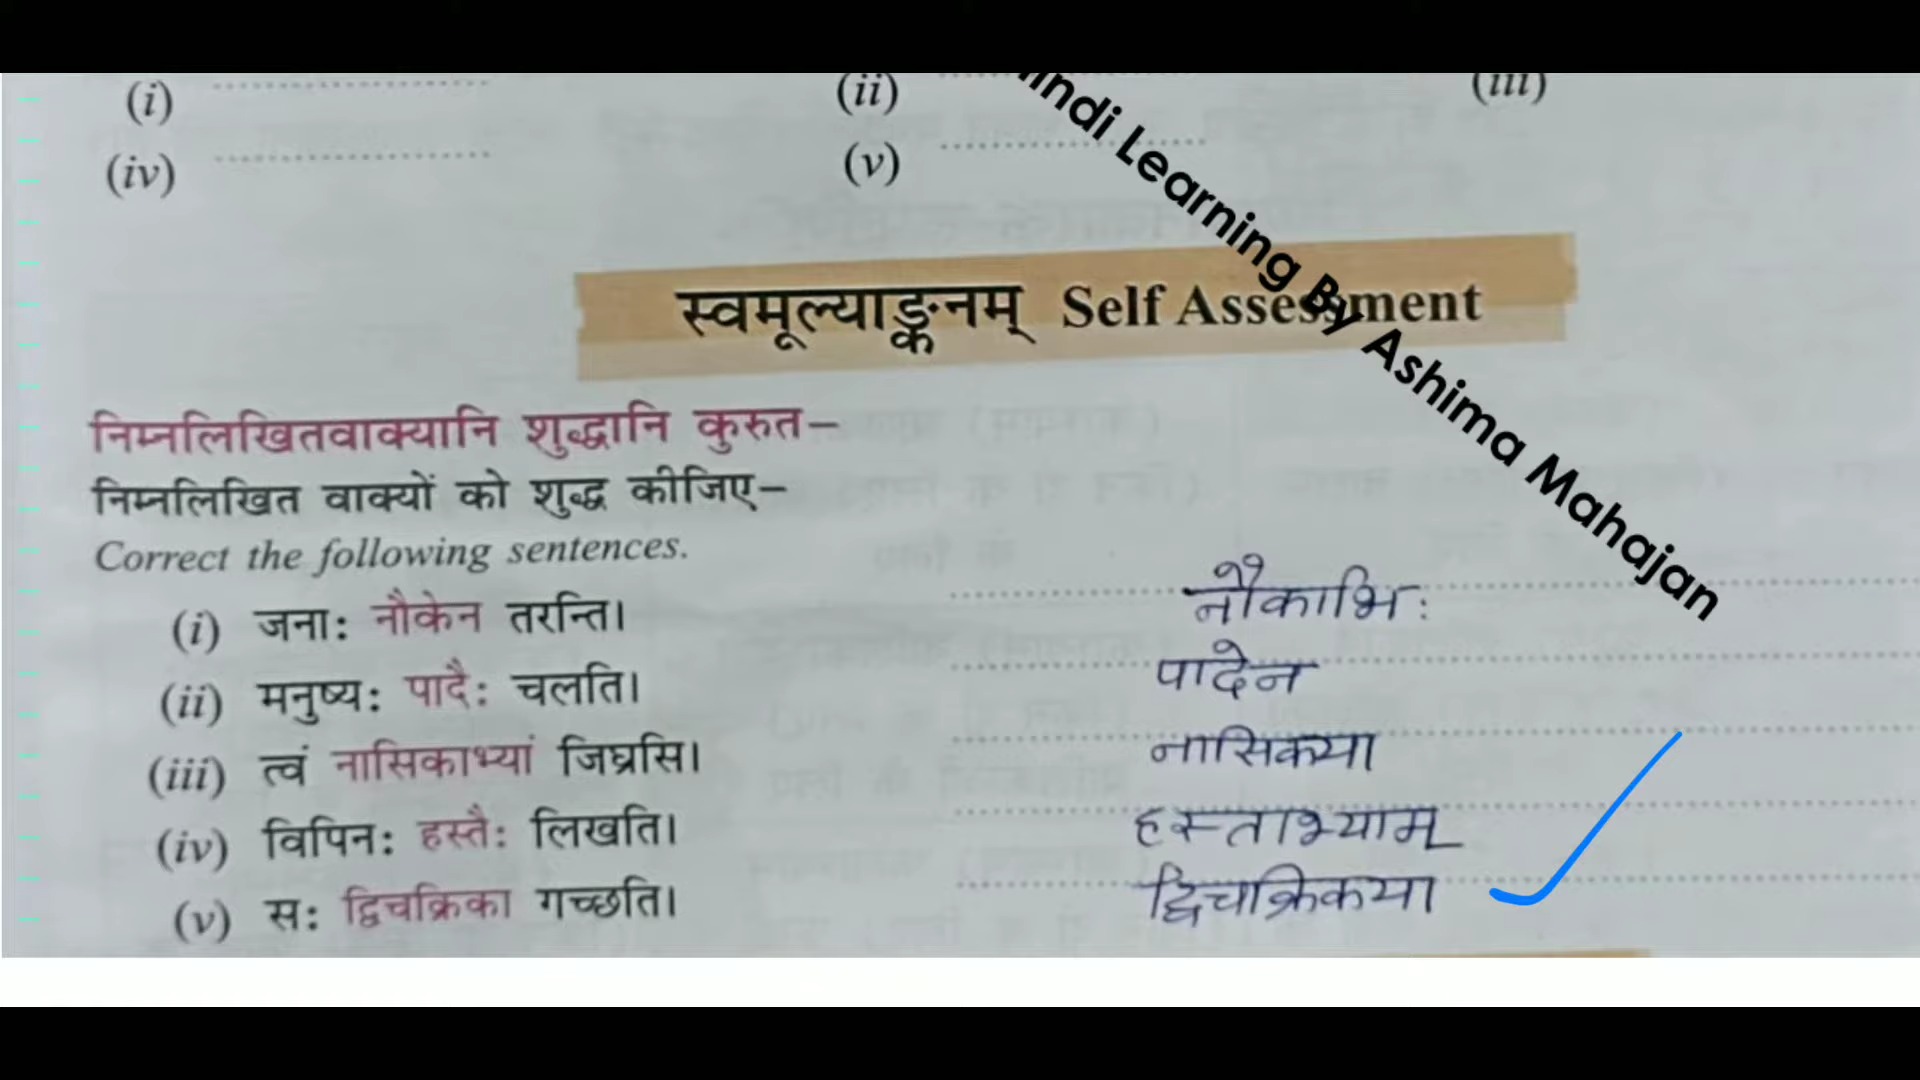 (i) .......... (ii) .......... (iii)
(iv) .......... (v) ..........
indi Learning By Ashima Mahajan
स्वमूल्याङ्कनम् Self Assessment
निम्नलिखितवाक्यानि शुद्धानि कुरुत–
निम्नलिखित वाक्यों को शुद्ध कीजिए–
Correct the following sentences.
(i) जनाः नौकेन तरन्ति। नौकाभिः
(ii) मनुष्यः पादैः चलति। पादेन
(iii) त्वं नासिकाभ्यां जिघ्रसि। नासिकया
(iv) विपिनः हस्तैः लिखति। हस्ताभ्याम्
(v) सः द्विचक्रिका गच्छति। द्विचक्रिकया